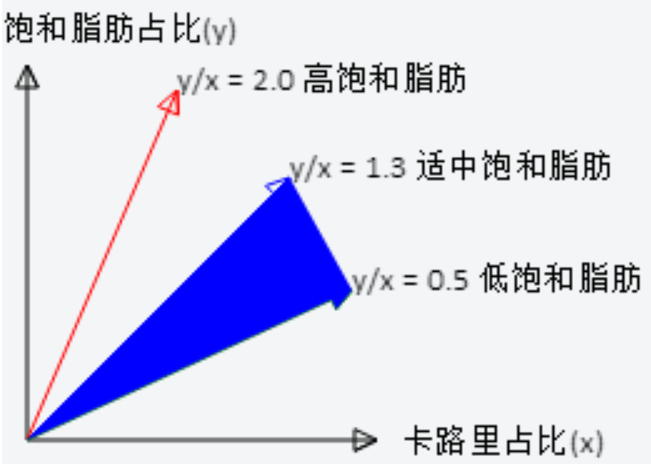 饱和脂肪占比(y)
y/x = 2.0 高饱和脂肪
y/x = 1.3 适中饱和脂肪
y/x = 0.5 低饱和脂肪
卡路里占比(x)